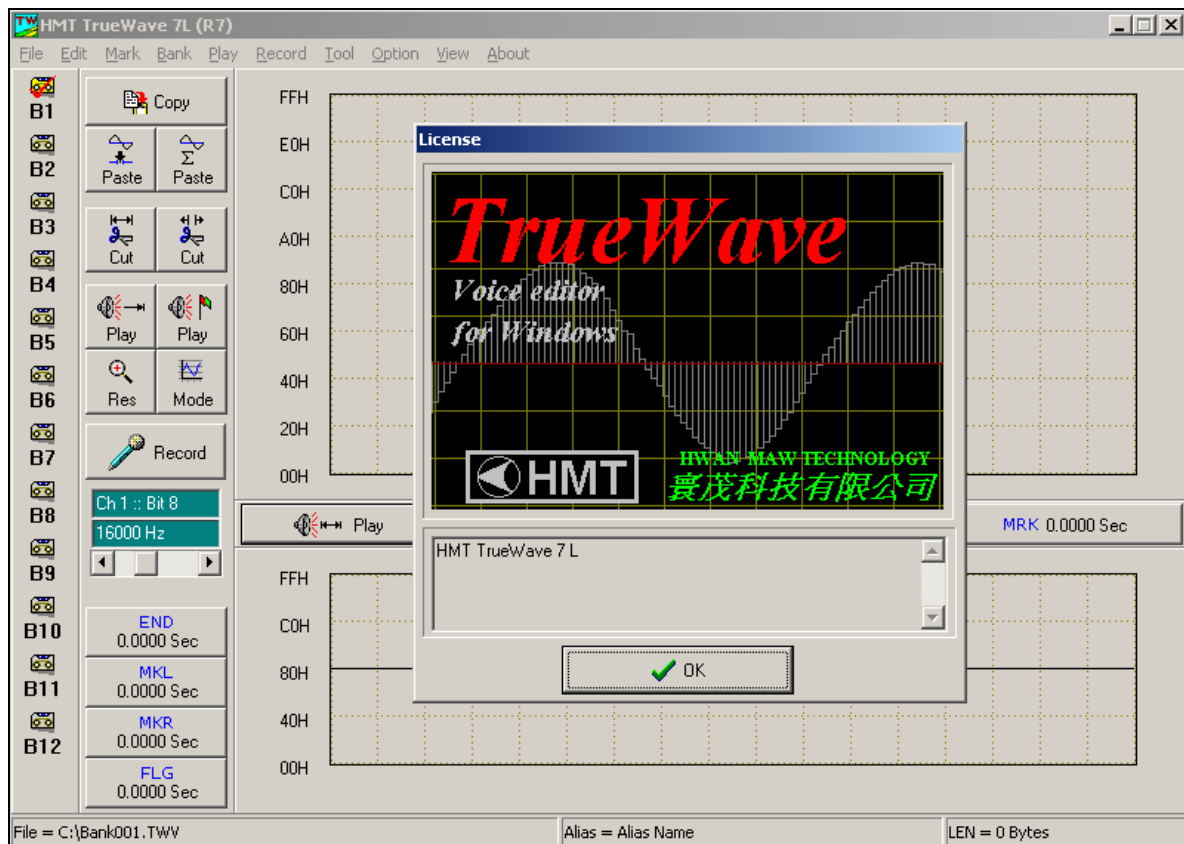 HMT TrueWave 7L (R7)
File Edit Mark Bank Play Record Tool Option View About
B1
B2
B3
B4
B5
B6
B7
B8
B9
B10
B11
B12
Copy
Paste Paste
Cut Cut
Play Play
Res Mode
Record
Ch 1 :: Bit 8
16000 Hz
END
0.0000 Sec
MKL
0.0000 Sec
MKR
0.0000 Sec
FLG
0.0000 Sec
FFH
E0H
C0H
A0H
80H
60H
40H
20H
00H
Play
MRK 0.0000 Sec
FFH
C0H
80H
40H
00H
License
TrueWave
Voice editor
for Windows
HMT
HWAN MAW TECHNOLOGY
寰茂科技有限公司
HMT TrueWave 7 L
OK
File = C:\Bank001.TWV
Alias = Alias Name
LEN = 0 Bytes